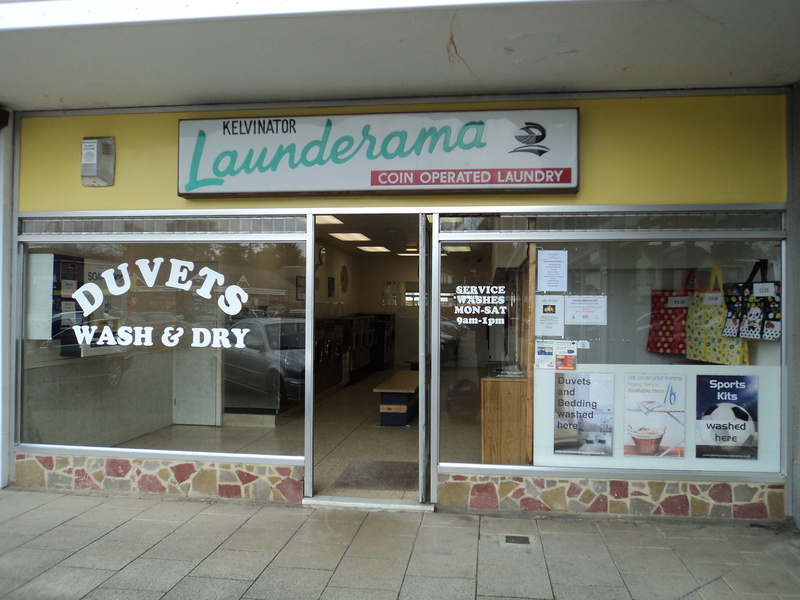 KELVINATOR
Launderama
COIN OPERATED LAUNDRY
DUVETS
WASH & DRY
SERVICE
WASHES
MON-SAT
9am-1pm
Duvets
and
Bedding
washed
here
Sports
Kits
washed
here